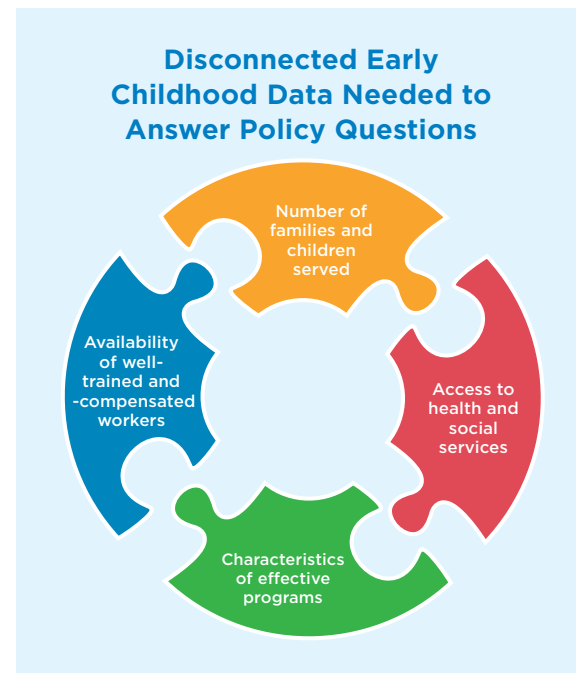 Disconnected Early
Childhood Data Needed to
Answer Policy Questions
Number of
families and
children
served
Availability
of well-
trained and
-compensated
workers
Access to
health and
social
services
Characteristics
of effective
programs